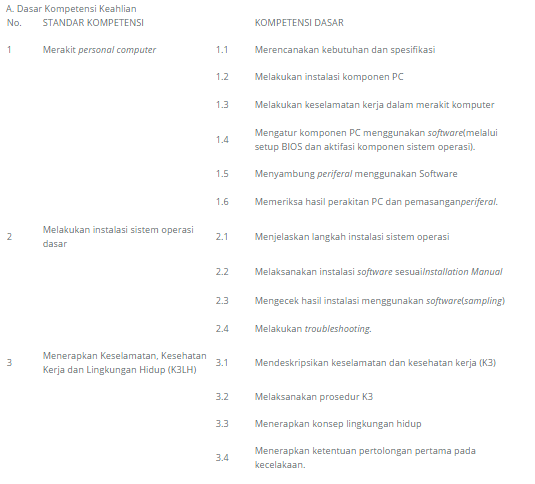 A. Dasar Kompetensi Keahlian
No. STANDAR KOMPETENSI KOMPETENSI DASAR
1 Merakit personal computer 1.1 Merencanakan kebutuhan dan spesifikasi
1.2 Melakukan instalasi komponen PC
1.3 Melakukan keselamatan kerja dalam merakit komputer
1.4 Mengatur komponen PC menggunakan software(melalui
setup BIOS dan aktifasi komponen sistem operasi).
1.5 Menyambung periferal menggunakan Software
1.6 Memeriksa hasil perakitan PC dan pemasanganperiferal.
2 Melakukan instalasi sistem operasi
dasar
2.1 Menjelaskan langkah instalasi sistem operasi
2.2 Melaksanakan instalasi software sesuaiInstallation Manual
2.3 Mengecek hasil instalasi menggunakan software(sampling)
2.4 Melakukan troubleshooting.
3 Menerapkan Keselamatan, Kesehatan
Kerja dan Lingkungan Hidup (K3LH)
3.1 Mendeskripsikan keselamatan dan kesehatan kerja (K3)
3.2 Melaksanakan prosedur K3
3.3 Menerapkan konsep lingkungan hidup
3.4 Menerapkan ketentuan pertolongan pertama pada
kecelakaan.